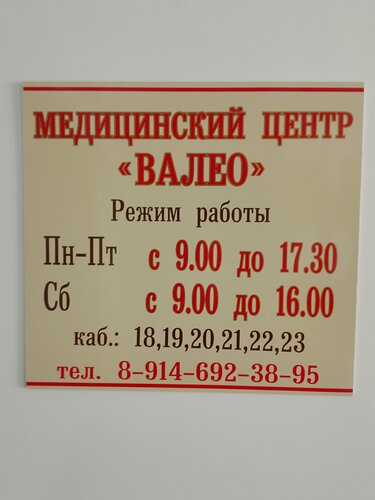 МЕДИЦИНСКИЙ ЦЕНТР
«ВАЛЕО»
Режим работы
Пн-Пт с 9.00 до 17.30
Сб с 9.00 до 16.00
каб.: 18,19,20,21,22,23
тел. 8-914-692-38-95